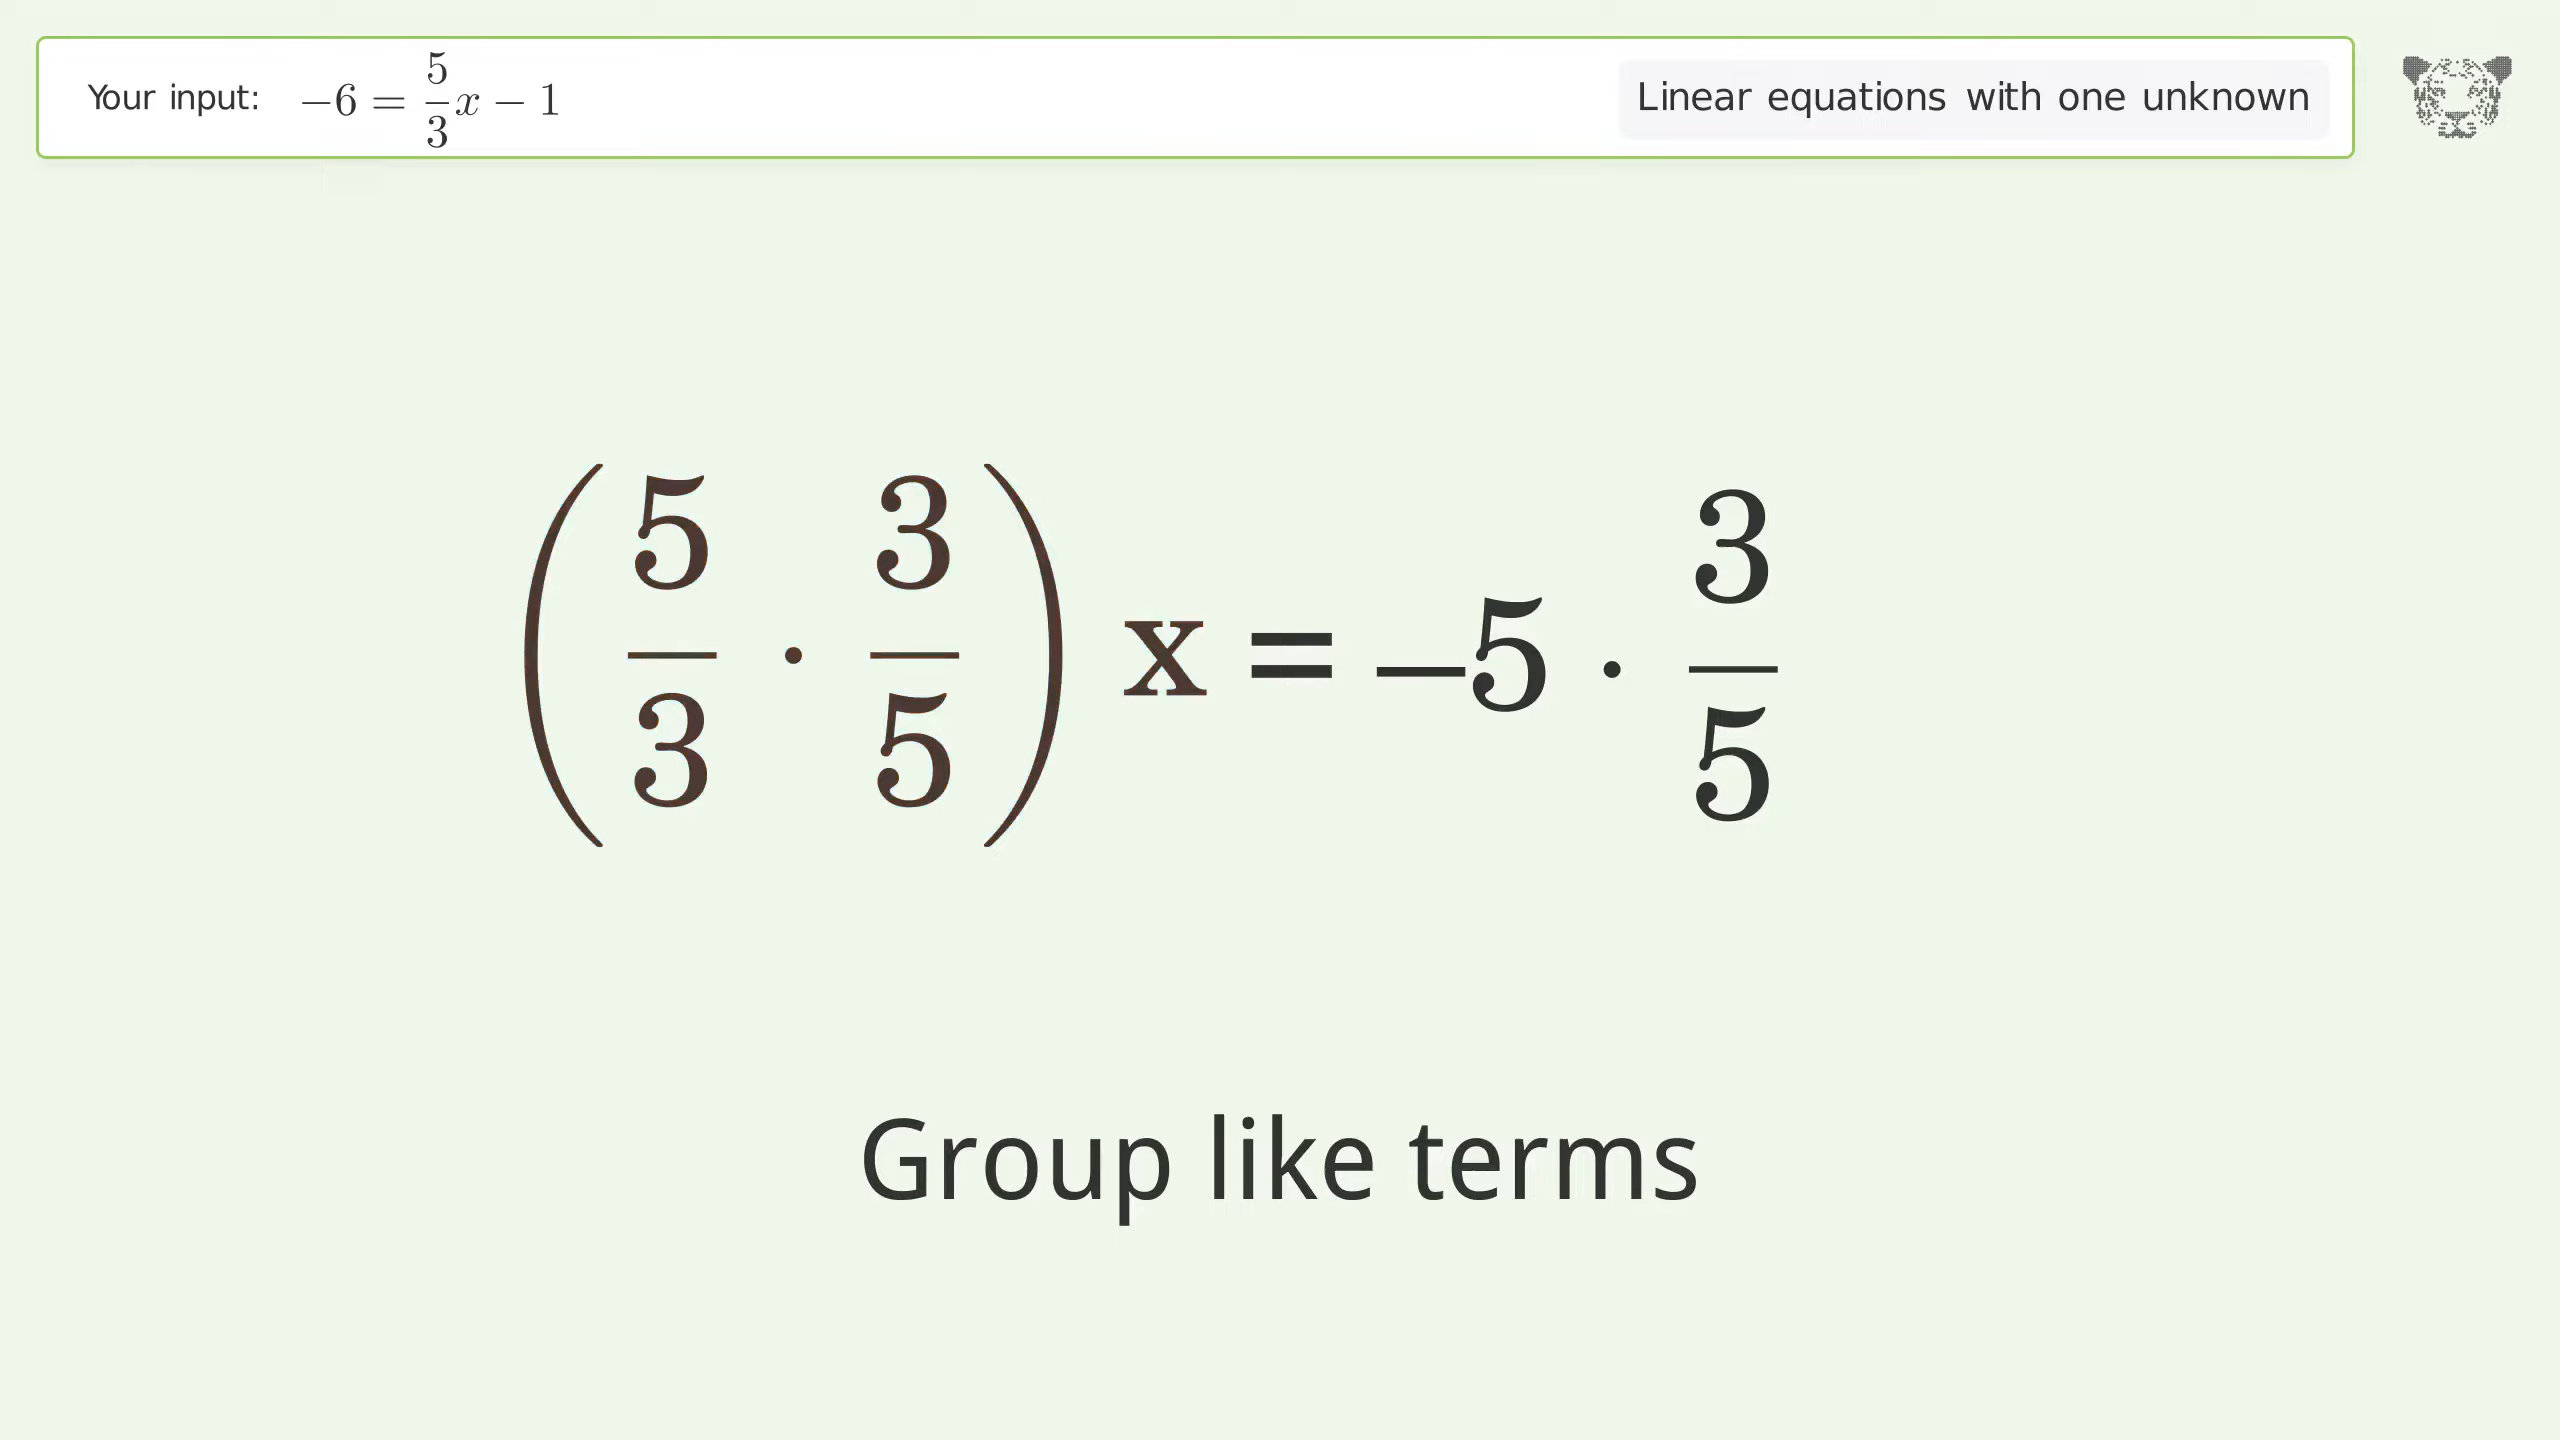 Your input: −6 = 5/3 x − 1
Linear equations with one unknown
(5/3 · 3/5) x = −5 · 3/5
Group like terms